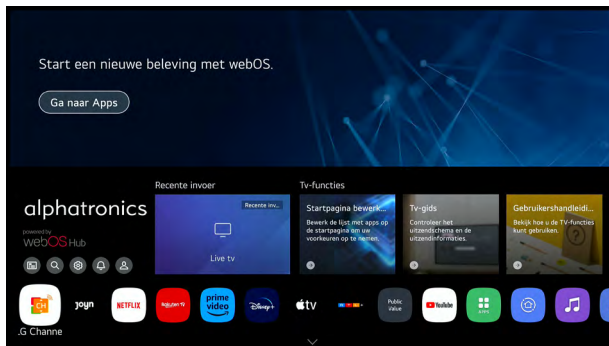 Start een nieuwe beleving met webOS.
Ga naar Apps
Recente invoer
Tv-functies
alphatronics
powered by
webOS Hub
Recente inv...
Live tv
Startpagina bewerk...
Bewerk de lijst met apps op
de startpagina om uw
voorkeuren op te nemen.
Tv-gids
Controleer het
uitzendschema en de
uitzendinformaties.
Gebruikershandleidi...
Bekijk hoe u de TV-functies
kunt gebruiken.
CH
joyn
NETFLIX
Rakuten TV
prime
video
Disney+
tv
Public
Value
YouTube
APPS
.G Channe